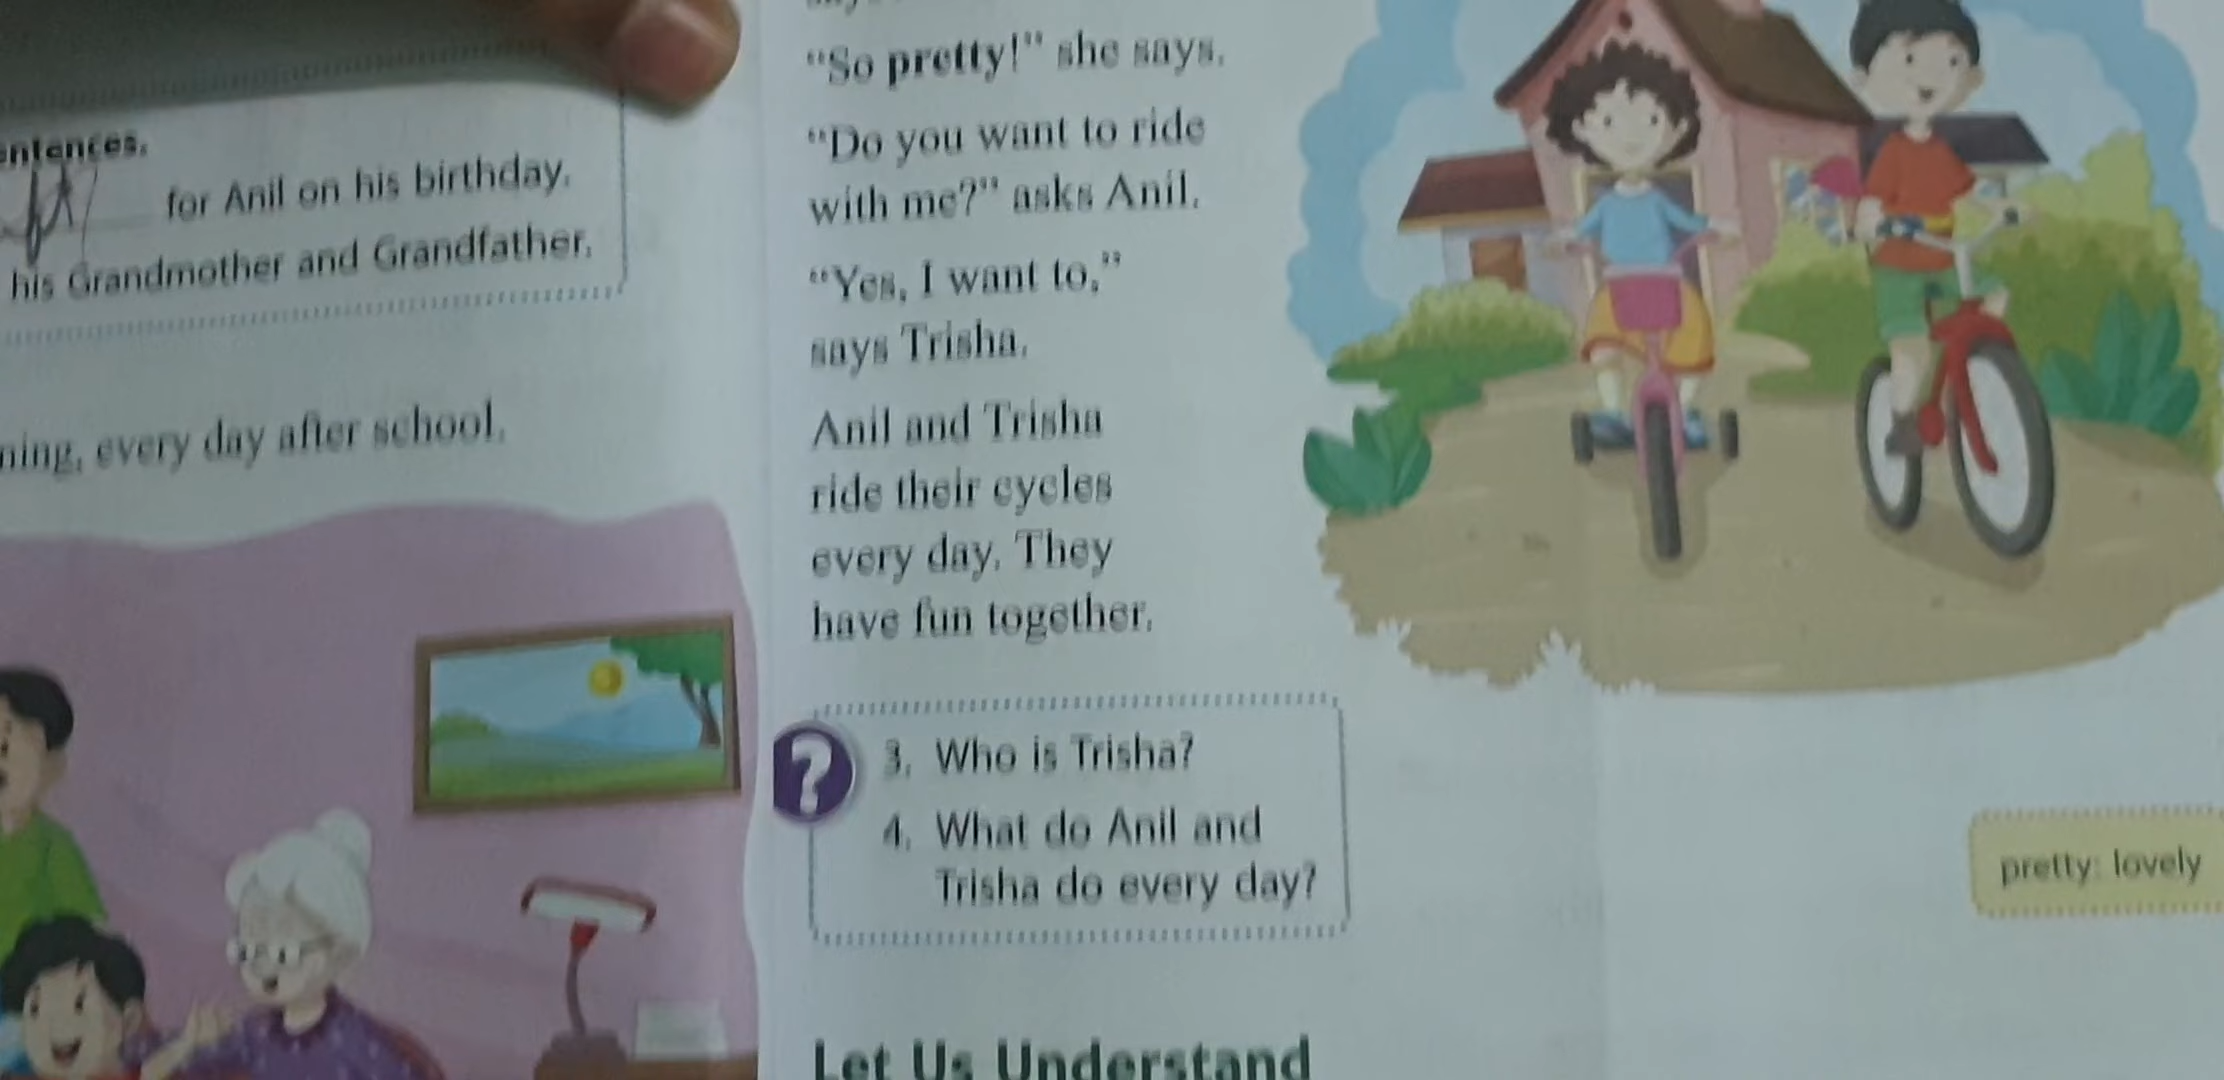 entences.
for Anil on his birthday.
his Grandmother and Grandfather.
ning, every day after school.
“So pretty!” she says.
“Do you want to ride
with me?” asks Anil.
“Yes, I want to,”
says Trisha.
Anil and Trisha
ride their cycles
every day. They
have fun together.
?
3. Who is Trisha?
4. What do Anil and
Trisha do every day?
pretty: lovely
Let Us Understand